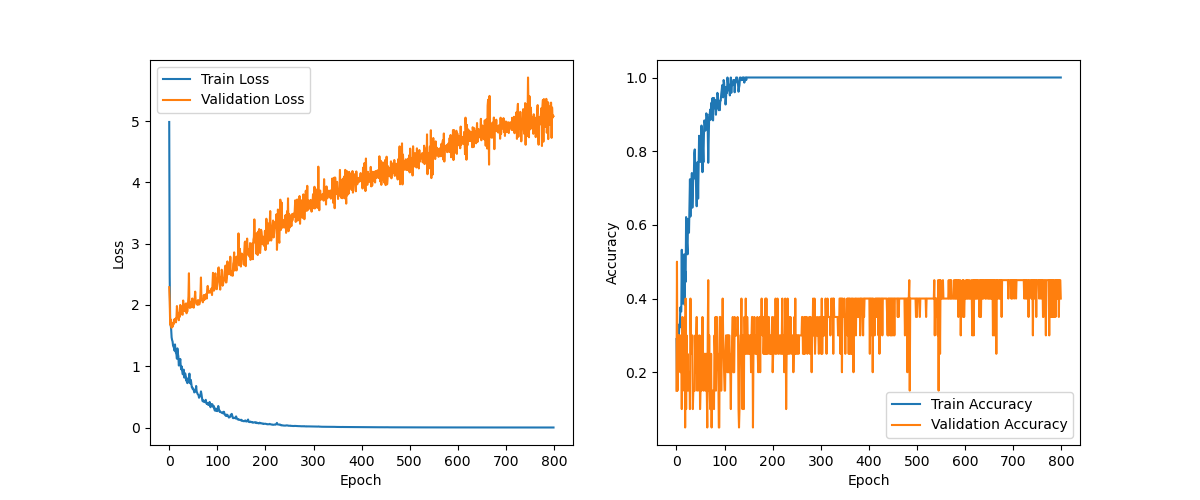 Train Loss
Validation Loss
Loss
5
4
3
2
1
0
0 100 200 300 400 500 600 700 800
Epoch
Accuracy
1.0
0.8
0.6
0.4
0.2
Train Accuracy
Validation Accuracy
0 100 200 300 400 500 600 700 800
Epoch